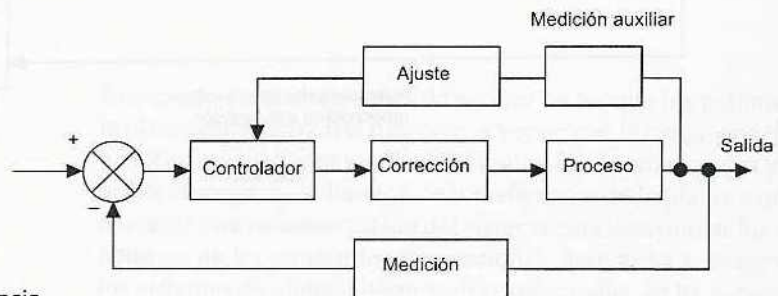 Medición auxiliar
Ajuste
+
Salida
Controlador
Corrección
Proceso
−
Medición